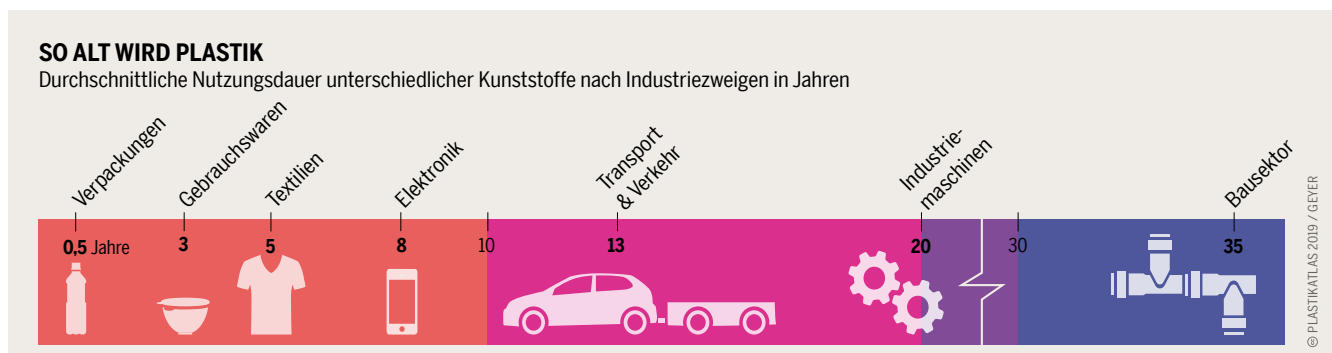 SO ALT WIRD PLASTIK
Durchschnittliche Nutzungsdauer unterschiedlicher Kunststoffe nach Industriezweigen in Jahren
Verpackungen
Gebrauchswaren
Textilien
Elektronik
Transport
& Verkehr
Industrie-
maschinen
Bausektor
0,5 Jahre
3
5
8
10
13
20
30
35
PLASTIKATLAS 2019 / GEYER